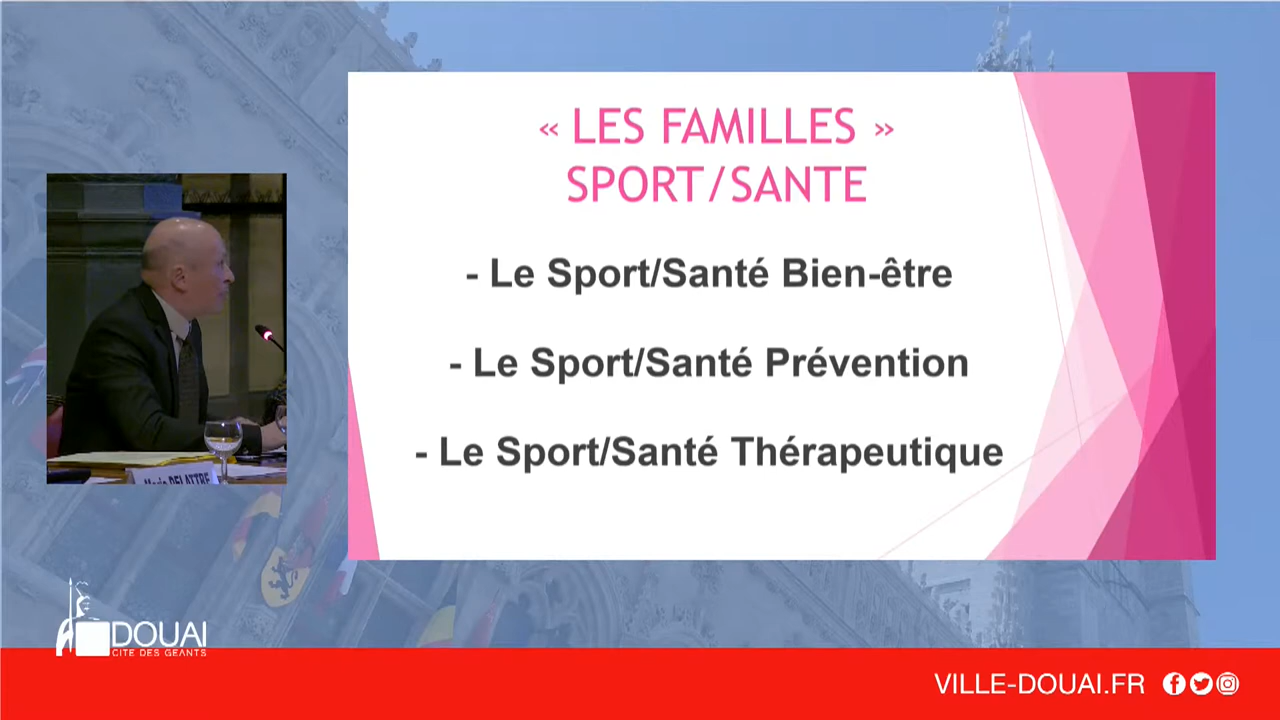 « LES FAMILLES »
SPORT/SANTE
- Le Sport/Santé Bien-être
- Le Sport/Santé Prévention
- Le Sport/Santé Thérapeutique
DELATTRE
DOUAI
CITE DES GEANTS
VILLE-DOUAI.FR